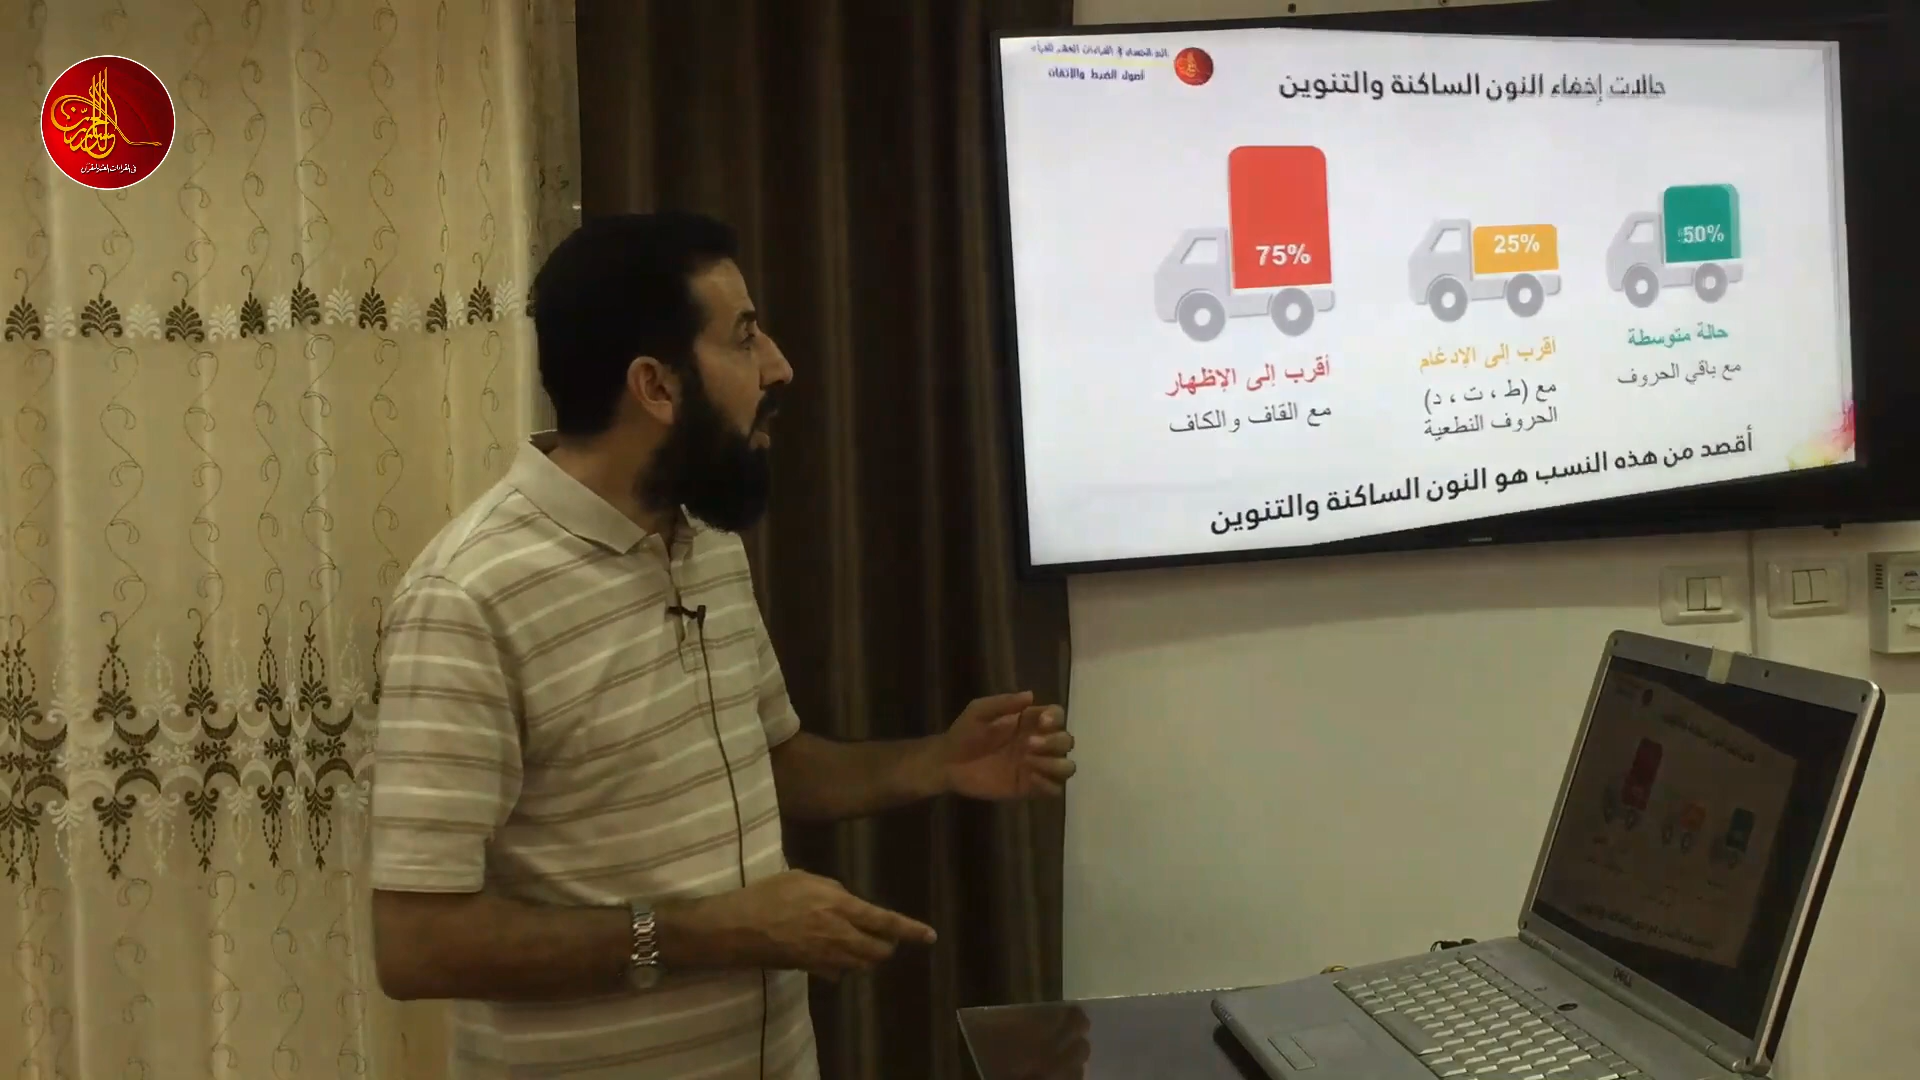 أصول الضبط والإتقان
حالات إخفاء النون الساكنة والتنوين
50%
حالة متوسطة
مع باقي الحروف
25%
أقرب إلى الإدغام
مع (ط ، ت ، د)
الحروف النطعية
75%
أقرب إلى الإظهار
مع القاف والكاف
أقصد من هذه النسب هو النون الساكنة والتنوين
DELL